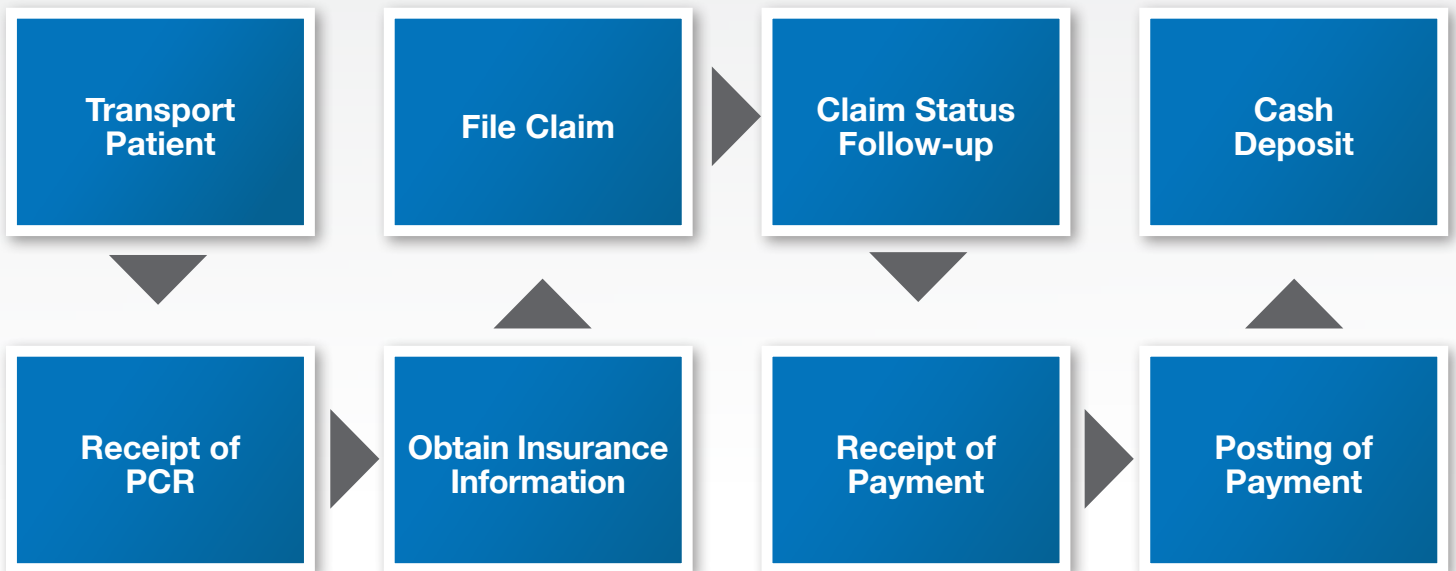 Transport
Patient
File Claim
Claim Status
Follow-up
Cash
Deposit
Receipt of
PCR
Obtain Insurance
Information
Receipt of
Payment
Posting of
Payment